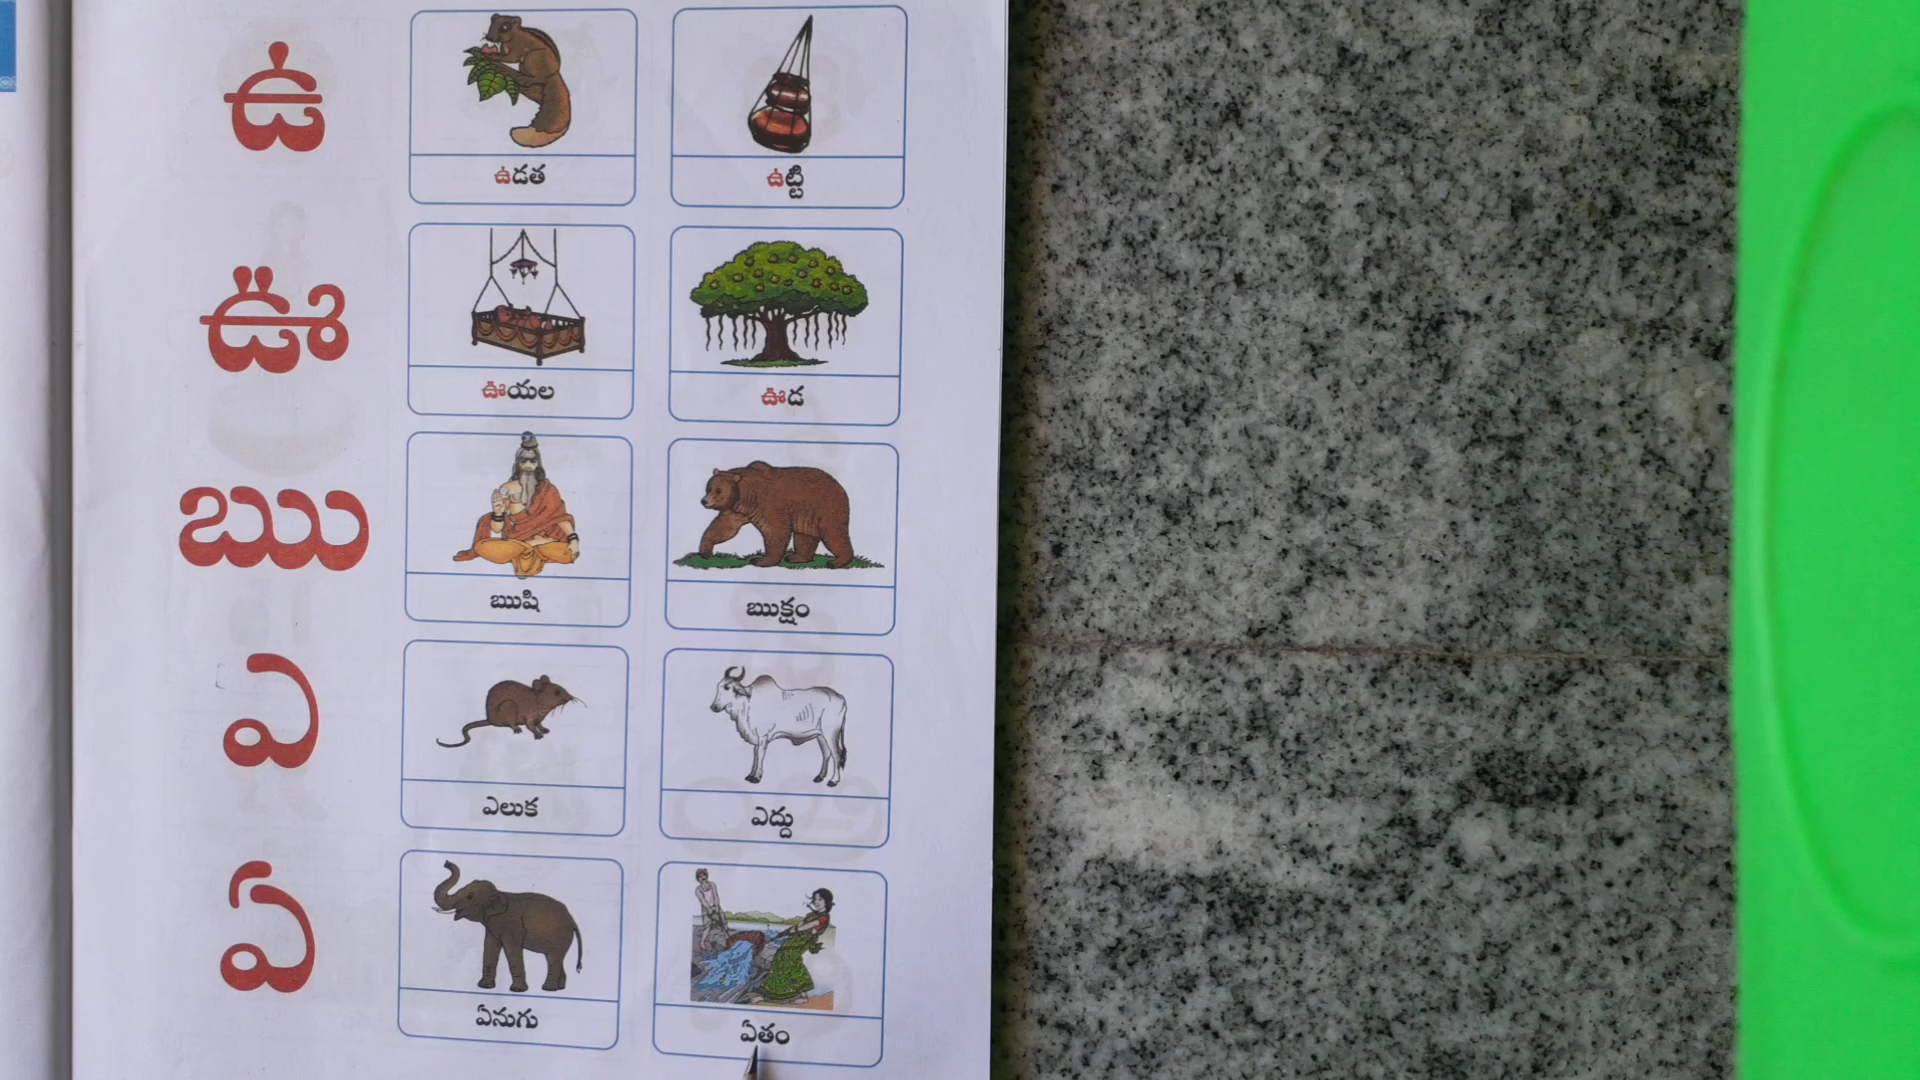 ఉ
ఉడత
ఉట్టి
ఊ
ఊయల
ఊడ
ఋ
ఋషి
ఋక్షం
ఎ
ఎలుక
ఎద్దు
ఏ
ఏనుగు
ఏతం